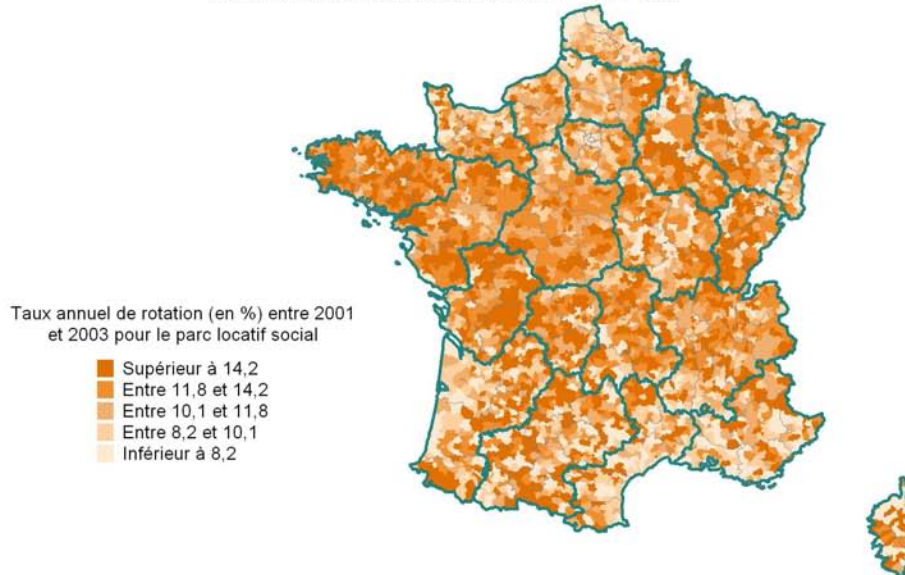 Taux annuel de rotation (en %) entre 2001
et 2003 pour le parc locatif social
Supérieur à 14,2
Entre 11,8 et 14,2
Entre 10,1 et 11,8
Entre 8,2 et 10,1
Inférieur à 8,2